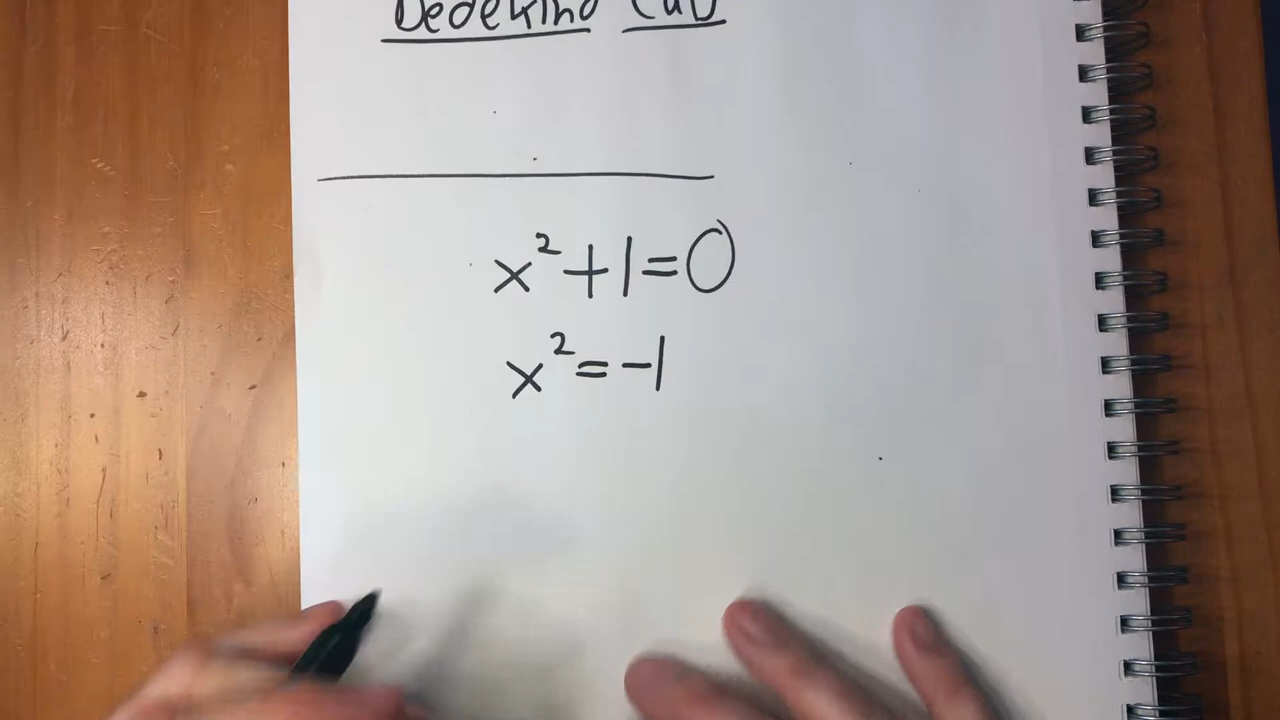 Dedekind Cut
x² + 1 = 0
x² = -1